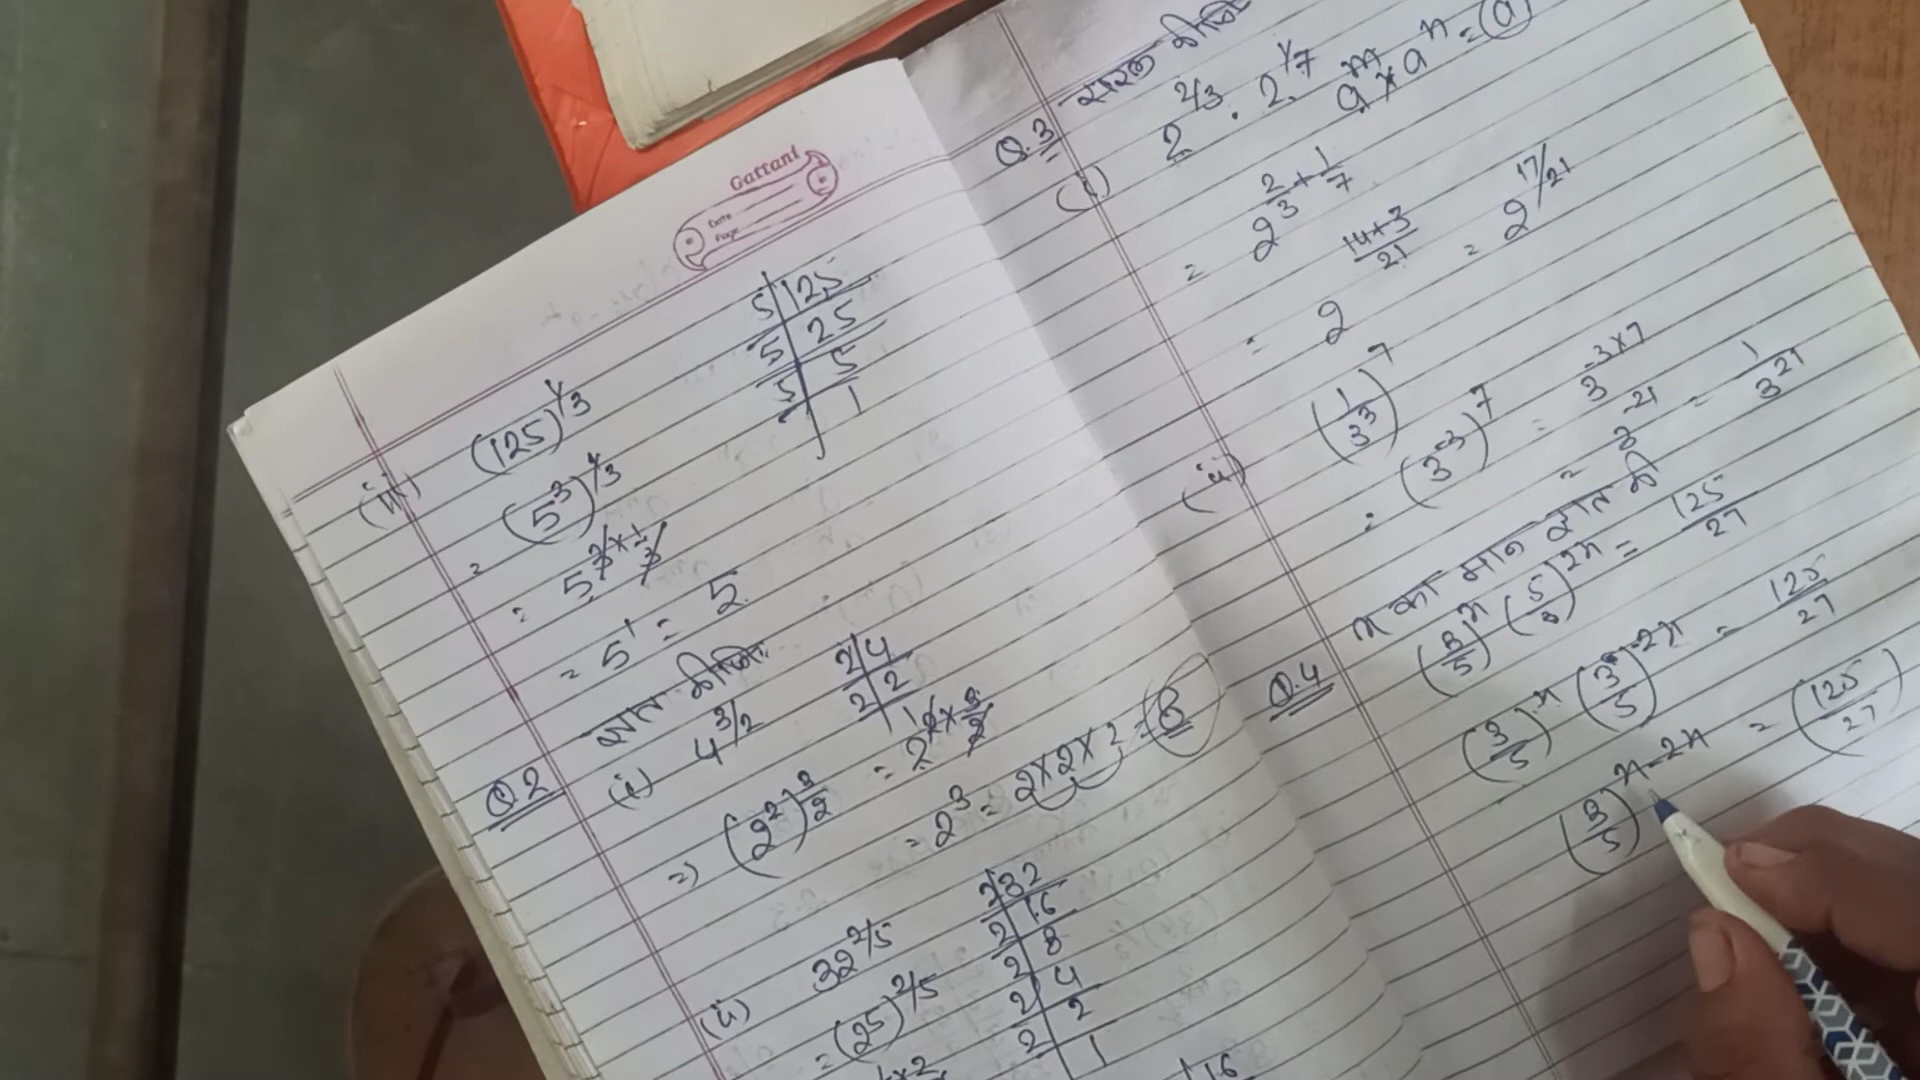 Gattani
Date
Page
(iii) (125)^1/3
5 | 125
5 | 25
5 | 5
1
= (5^3)^1/3
= 5^3×1/3
= 5^1 = 5
Q.2 ज्ञात कीजिए
(i) 4^3/2
2 | 4
2 | 2
1
=> (2^2)^3/2 = 2^2×3/2
= 2^3 = 2×2×2 = 8
(ii) 32^2/5
2 | 32
2 | 16
2 | 8
2 | 4
2 | 2
1
= (25)^2/5
16
Q.3 सरल कीजि
(i) 2^2/3 . 2^1/7 a^m × a^n = a
= 2^2/3+1/7
= 2 14+3/21 = 2^17/21
(ii) (1/3^3)^7
= (3^-3)^7 = 3^-3×7
= 3^-21 = 1/3^21
Q.4 का मान ज्ञात की
(3/5)^x (5/3)^2x = 125/27
(3/5)^x (3/5)^-2x = 125/27
(3/5)^x-2x = (125/27)